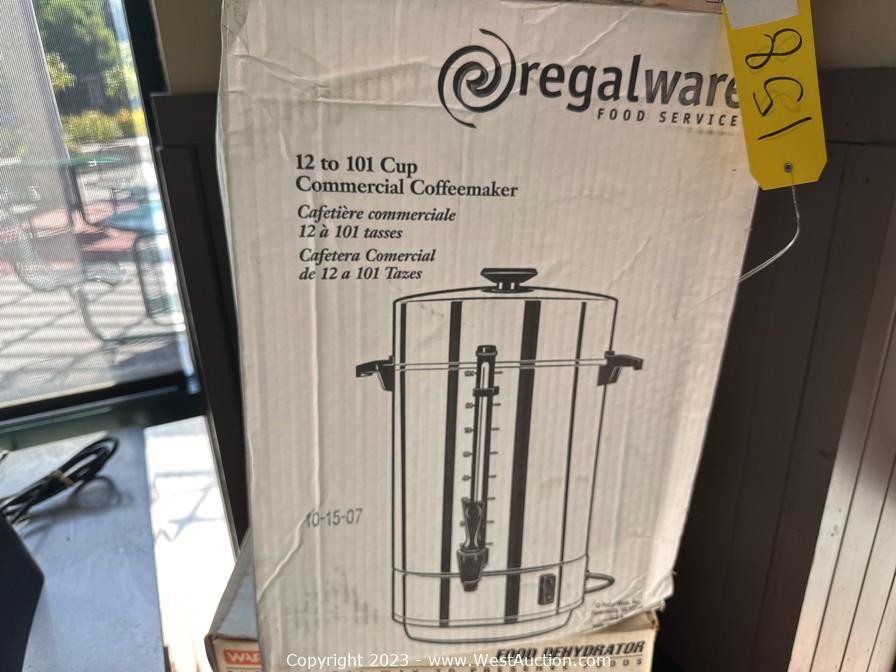 regalware
FOOD SERVICE
158
12 to 101 Cup
Commercial Coffeemaker
Cafetière commerciale
12 à 101 tasses
Cafetera Comercial
de 12 a 101 Tazes
10-15-07
WAR
FOOD DEHYDRATOR
Copyright 2023 - www.WestAuction.com